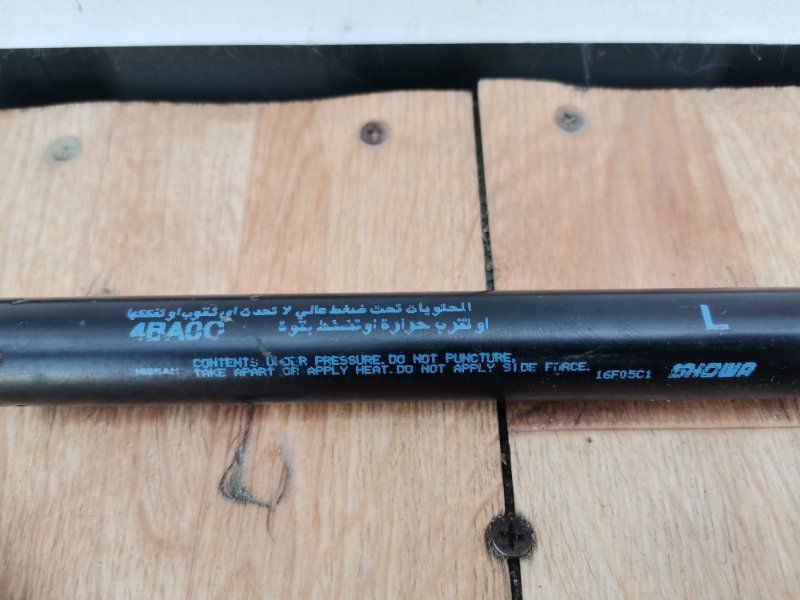 المحتويات تحت ضغط عالي لا تحدث اي ثقوب او تفككها
4BA0C او تقرب حرارة او تضغط بقوة
L
CONTENTS UNDER PRESSURE.DO NOT PUNCTURE,
NISSAN TAKE APART OR APPLY HEAT.DO NOT APPLY SIDE FORCE. 16F05C1 SHOWA